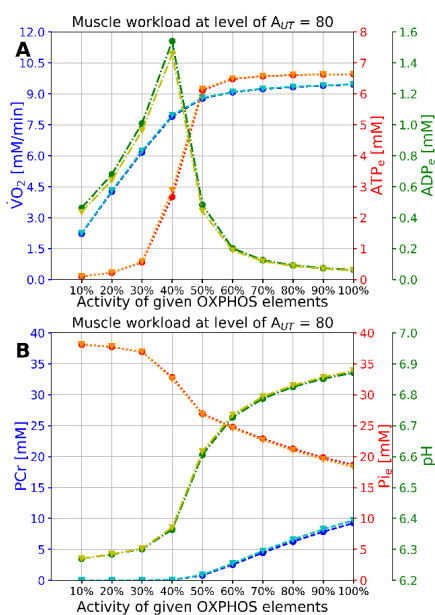 Muscle workload at level of A_UT = 80
A
12.0 8 1.6
10.5 7 1.4
9.0 6 1.2
7.5 5 1.0
6.0 4 0.8
4.5 3 0.6
3.0 2 0.4
1.5 1 0.2
0.0 0 0.0
V̇O₂ [mM/min]
ATPₑ [mM]
ADPₑ [mM]
10% 20% 30% 40% 50% 60% 70% 80% 90% 100%
Activity of given OXPHOS elements
Muscle workload at level of A_UT = 80
B
40 40 7.0
35 35 6.9
30 30 6.8
25 25 6.7
20 20 6.6
15 15 6.5
10 10 6.4
5 5 6.3
0 0 6.2
PCr [mM]
Piₑ [mM]
pH
10% 20% 30% 40% 50% 60% 70% 80% 90% 100%
Activity of given OXPHOS elements